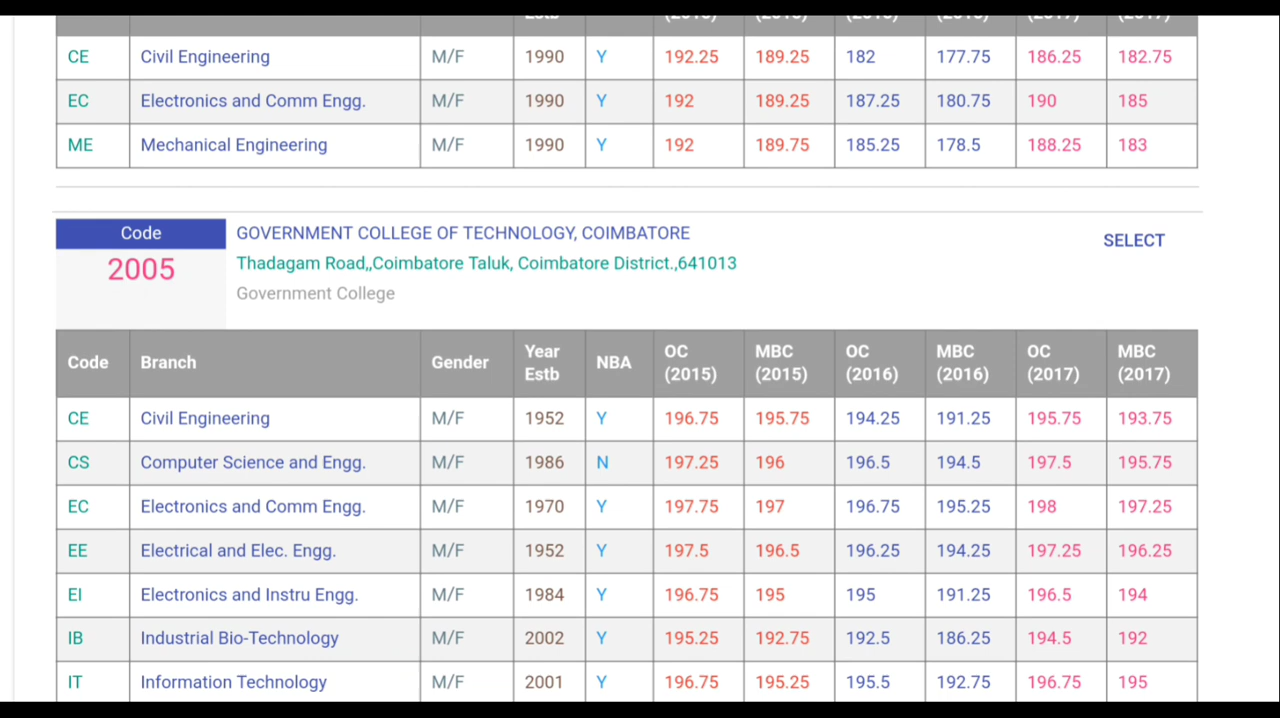 CE Civil Engineering M/F 1990 Y 192.25 189.25 182 177.75 186.25 182.75
EC Electronics and Comm Engg. M/F 1990 Y 192 189.25 187.25 180.75 190 185
ME Mechanical Engineering M/F 1990 Y 192 189.75 185.25 178.5 188.25 183
Code GOVERNMENT COLLEGE OF TECHNOLOGY, COIMBATORE SELECT
2005 Thadagam Road,,Coimbatore Taluk, Coimbatore District.,641013
Government College
Code Branch Gender Year Estb NBA OC (2015) MBC (2015) OC (2016) MBC (2016) OC (2017) MBC (2017)
CE Civil Engineering M/F 1952 Y 196.75 195.75 194.25 191.25 195.75 193.75
CS Computer Science and Engg. M/F 1986 N 197.25 196 196.5 194.5 197.5 195.75
EC Electronics and Comm Engg. M/F 1970 Y 197.75 197 196.75 195.25 198 197.25
EE Electrical and Elec. Engg. M/F 1952 Y 197.5 196.5 196.25 194.25 197.25 196.25
EI Electronics and Instru Engg. M/F 1984 Y 196.75 195 195 191.25 196.5 194
IB Industrial Bio-Technology M/F 2002 Y 195.25 192.75 192.5 186.25 194.5 192
IT Information Technology M/F 2001 Y 196.75 195.25 195.5 192.75 196.75 195